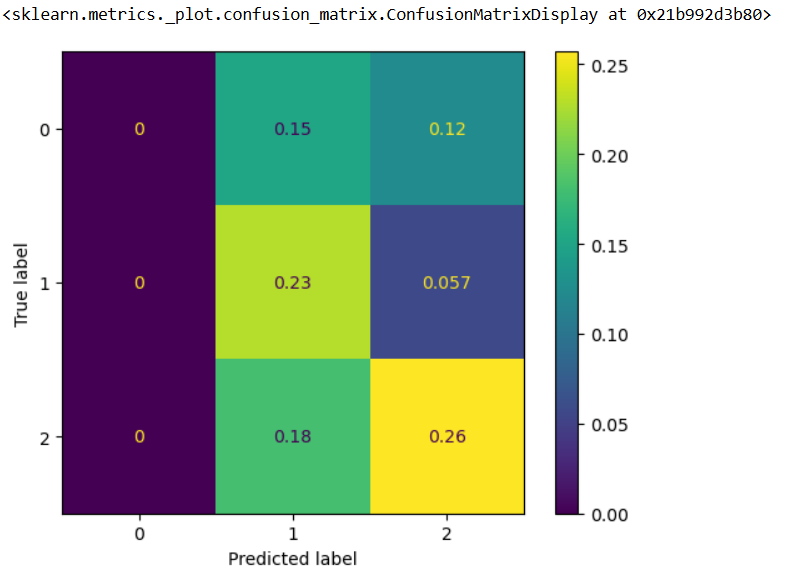 <sklearn.metrics._plot.confusion_matrix.ConfusionMatrixDisplay at 0x21b992d3b80>
0 0 0.15 0.12
1 0 0.23 0.057
2 0 0.18 0.26
0 1 2
Predicted label
True label
0.25
0.20
0.15
0.10
0.05
0.00